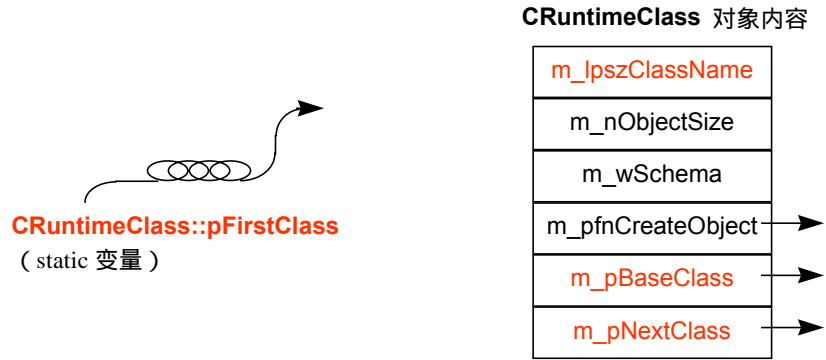 CRuntimeClass 对象内容
m_lpszClassName
m_nObjectSize
m_wSchema
m_pfnCreateObject
m_pBaseClass
m_pNextClass
CRuntimeClass::pFirstClass
（static 变量）